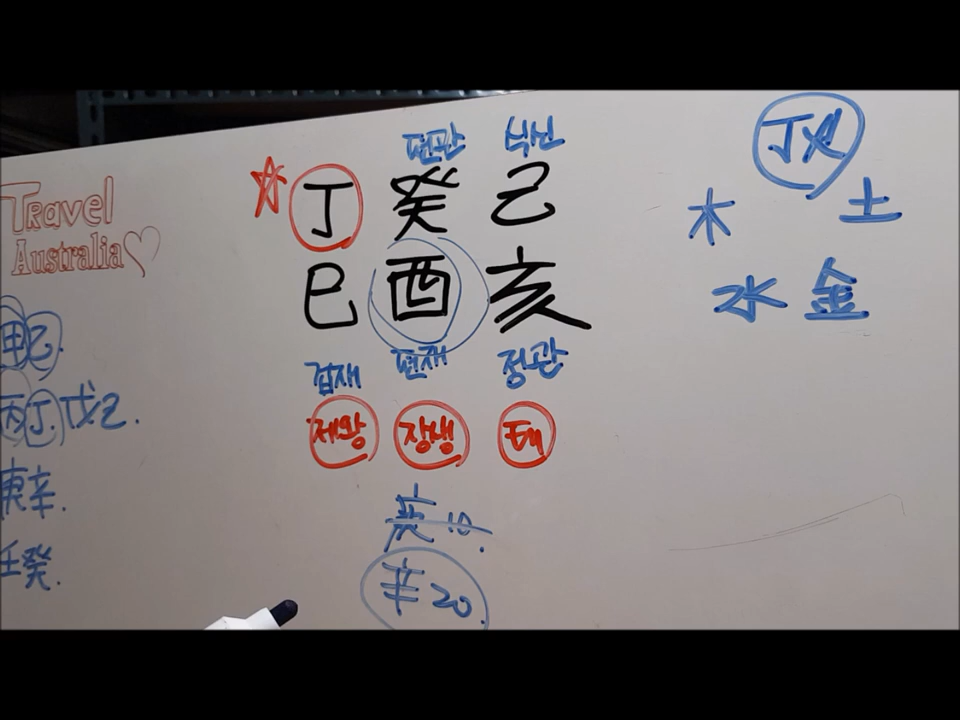 Travel
Australia
甲己.
丙丁. 戊己.
庚辛.
壬癸.
편관 식신
丁 癸 己
巳 酉 亥
겁재 편재 정관
제왕 장생 태
庚 10.
辛 20
丁火
木 土
水 金